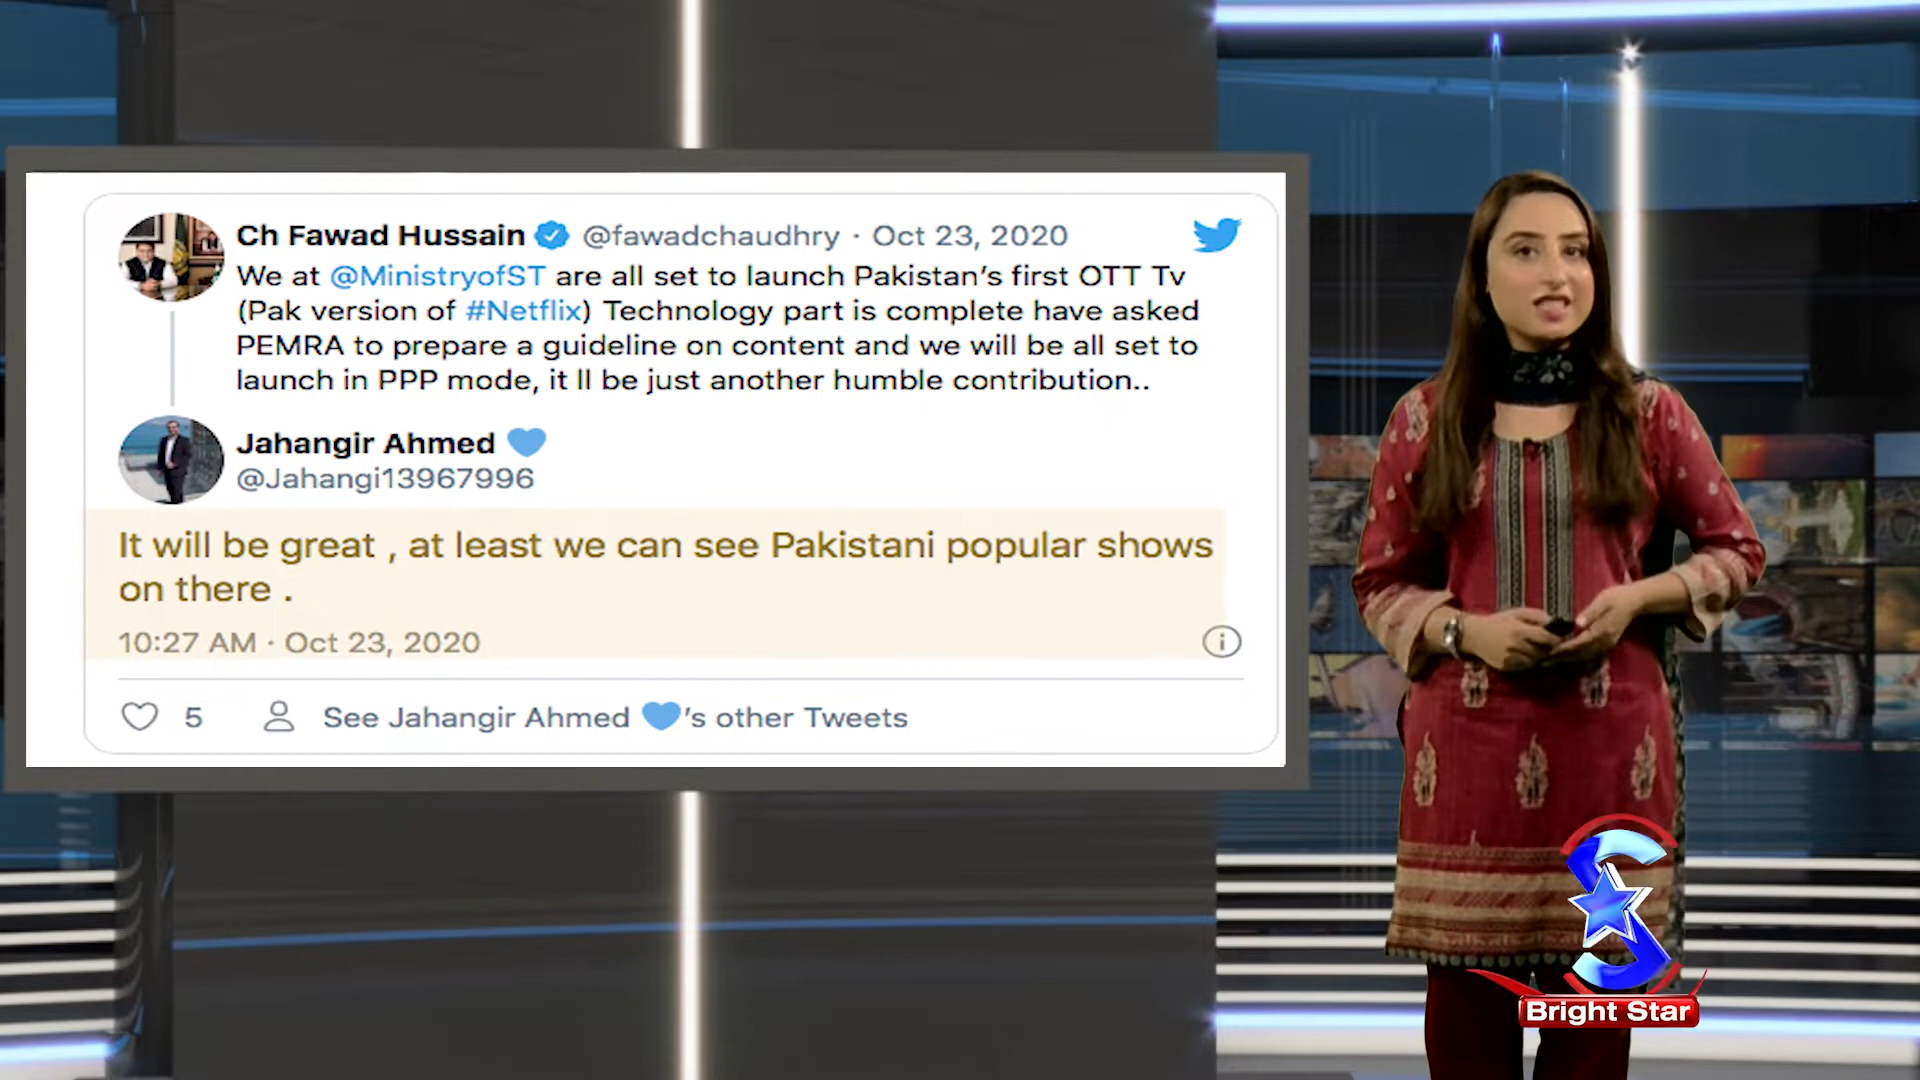 Ch Fawad Hussain @fawadchaudhry · Oct 23, 2020
We at @MinistryofST are all set to launch Pakistan's first OTT Tv
(Pak version of #Netflix) Technology part is complete have asked
PEMRA to prepare a guideline on content and we will be all set to
launch in PPP mode, it ll be just another humble contribution..
Jahangir Ahmed 💙
@Jahangi13967996
It will be great , at least we can see Pakistani popular shows
on there .
10:27 AM · Oct 23, 2020
5 See Jahangir Ahmed 💙's other Tweets
S
Bright Star